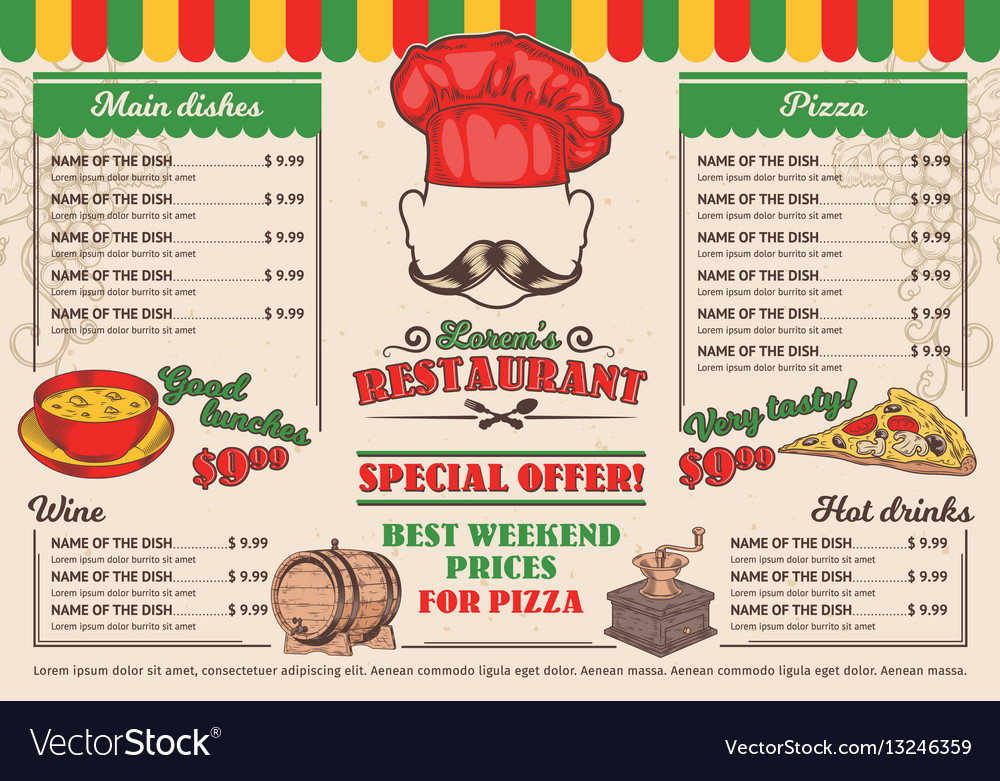 Main dishes
NAME OF THE DISH..................$ 9.99
Lorem ipsum dolor burrito sit amet
NAME OF THE DISH..................$ 9.99
Lorem ipsum dolor burrito sit amet
NAME OF THE DISH..................$ 9.99
Lorem ipsum dolor burrito sit amet
NAME OF THE DISH..................$ 9.99
Lorem ipsum dolor burrito sit amet
NAME OF THE DISH..................$ 9.99
Lorem ipsum dolor burrito sit amet
Good
lunches
$9.99
Wine
NAME OF THE DISH...........$ 9.99
Lorem ipsum dolor burrito sit amet
NAME OF THE DISH...........$ 9.99
Lorem ipsum dolor burrito sit amet
NAME OF THE DISH...........$ 9.99
Lorem ipsum dolor burrito sit amet
Lorem's
RESTAURANT
SPECIAL OFFER!
BEST WEEKEND
PRICES
FOR PIZZA
Pizza
NAME OF THE DISH..................$ 9.99
Lorem ipsum dolor burrito sit amet
NAME OF THE DISH..................$ 9.99
Lorem ipsum dolor burrito sit amet
NAME OF THE DISH..................$ 9.99
Lorem ipsum dolor burrito sit amet
NAME OF THE DISH..................$ 9.99
Lorem ipsum dolor burrito sit amet
NAME OF THE DISH..................$ 9.99
Lorem ipsum dolor burrito sit amet
NAME OF THE DISH..................$ 9.99
Lorem ipsum dolor burrito sit amet
Very tasty!
$9.99
Hot drinks
NAME OF THE DISH...........$ 9.99
Lorem ipsum dolor burrito sit amet
NAME OF THE DISH...........$ 9.99
Lorem ipsum dolor burrito sit amet
NAME OF THE DISH...........$ 9.99
Lorem ipsum dolor burrito sit amet
Lorem ipsum dolor sit amet, consectetuer adipiscing elit. Aenean commodo ligula eget dolor. Aenean massa. Aenean commodo ligula eget dolor. Aenean massa.
VectorStock®
VectorStock.com/13246359